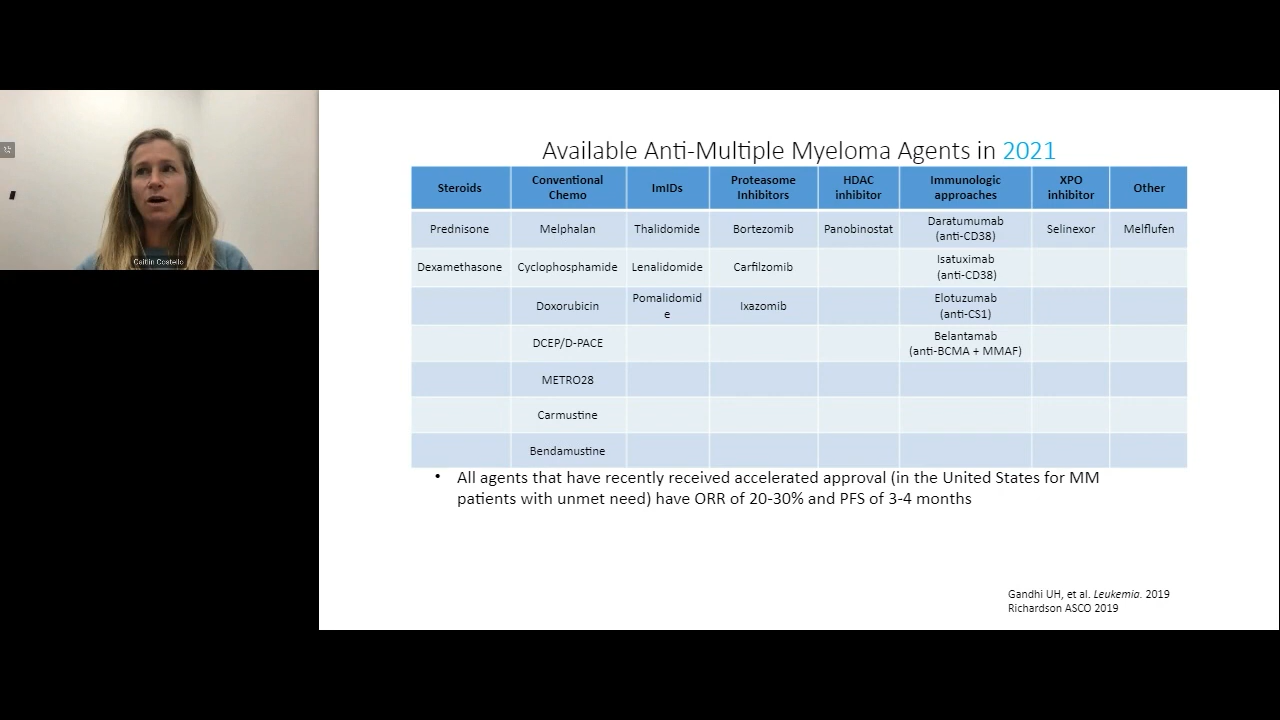 Caitlin Costello
Available Anti-Multiple Myeloma Agents in 2021
Steroids
Conventional
Chemo
ImIDs
Proteasome
Inhibitors
HDAC
inhibitor
Immunologic
approaches
XPO
inhibitor
Other
Prednisone
Melphalan
Thalidomide
Bortezomib
Panobinostat
Daratumumab
(anti-CD38)
Selinexor
Melflufen
Dexamethasone
Cyclophosphamide
Lenalidomide
Carfilzomib
Isatuximab
(anti-CD38)
Doxorubicin
Pomalidomid
e
Ixazomib
Elotuzumab
(anti-CS1)
DCEP/D-PACE
Belantamab
(anti-BCMA + MMAF)
METRO28
Carmustine
Bendamustine
• All agents that have recently received accelerated approval (in the United States for MM
patients with unmet need) have ORR of 20-30% and PFS of 3-4 months
Gandhi UH, et al. Leukemia. 2019
Richardson ASCO 2019